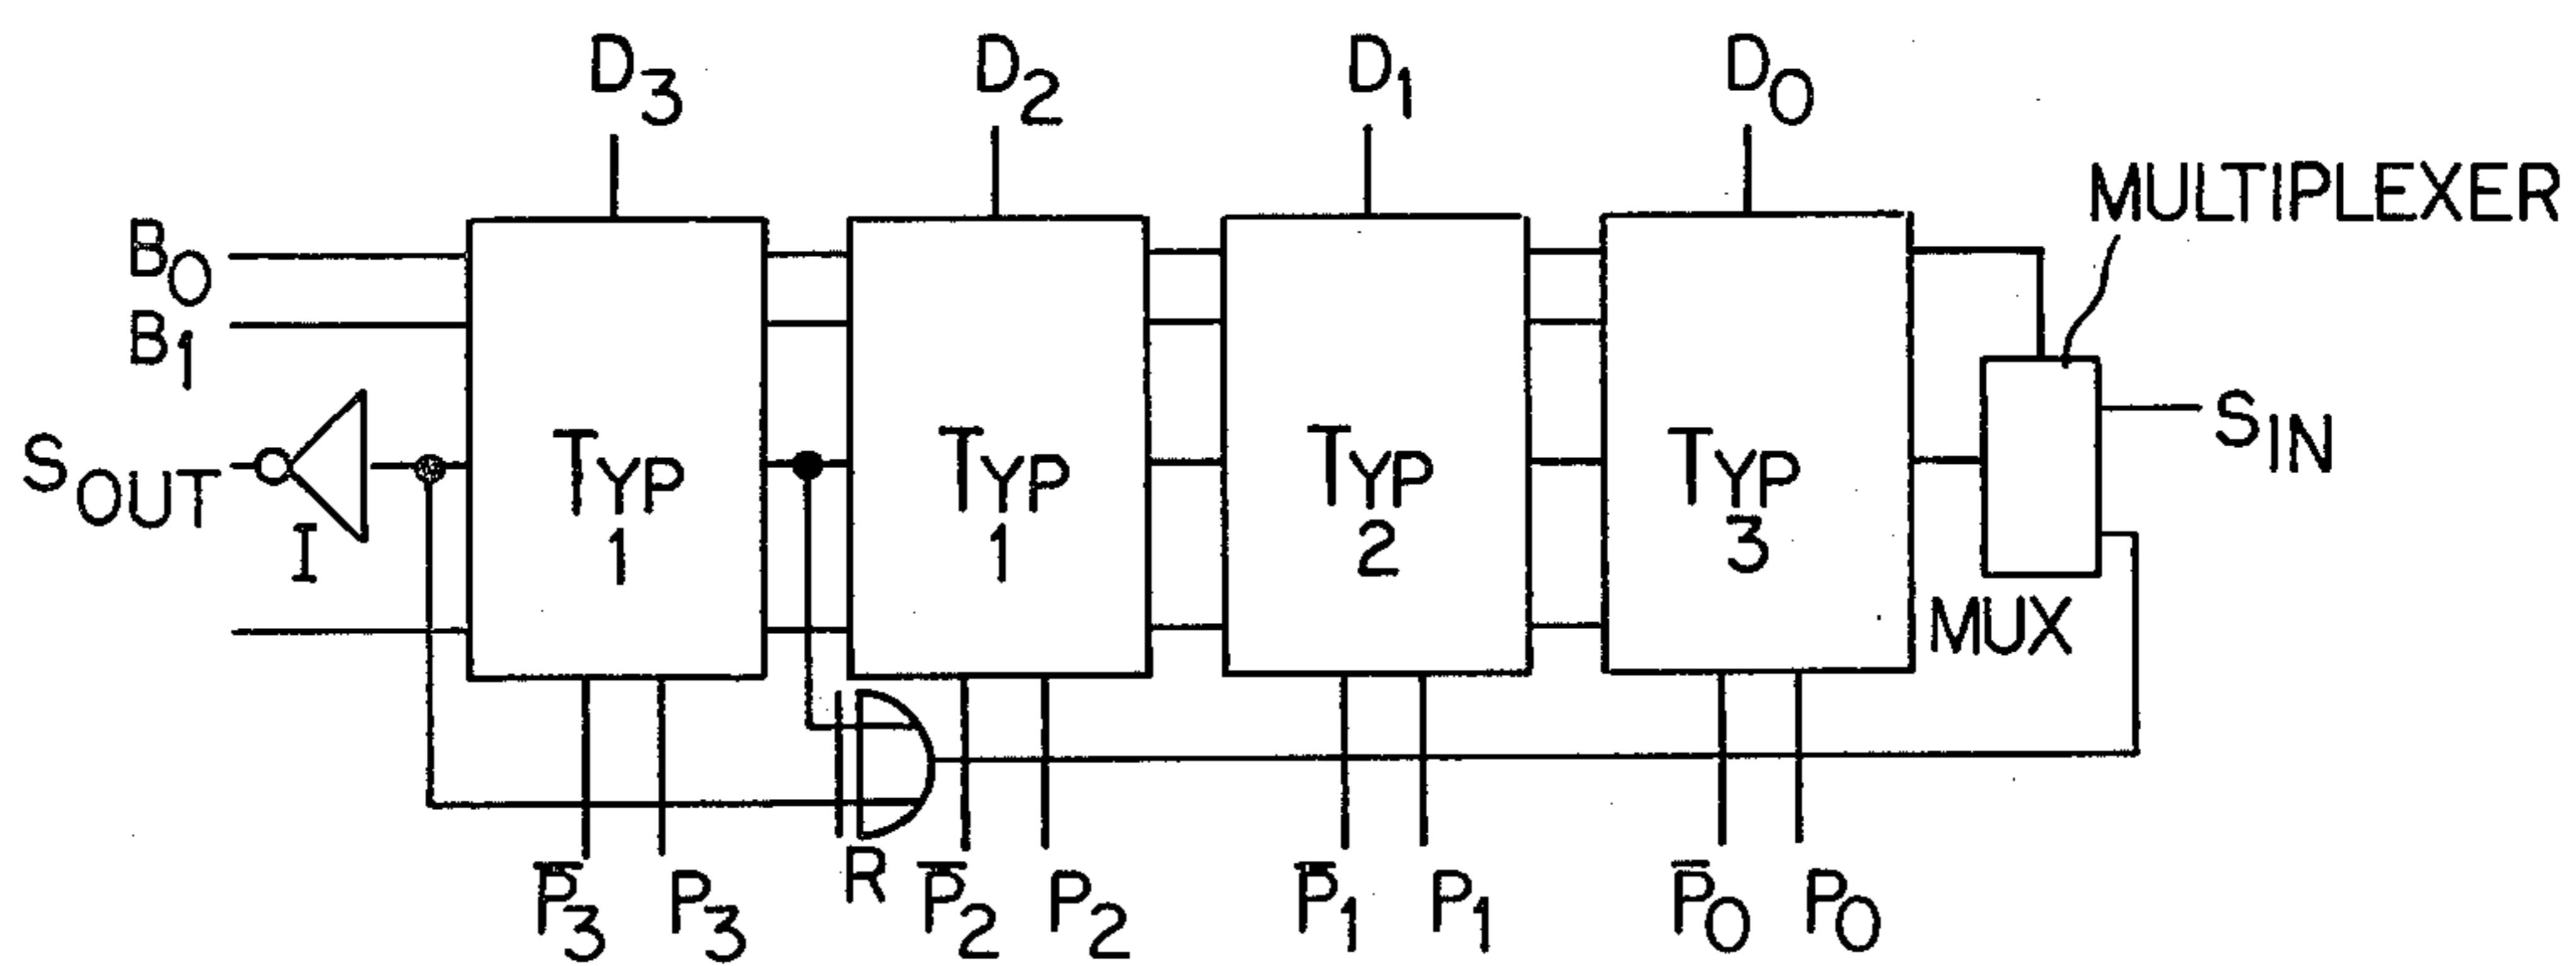 D3 D2 D1 D0
MULTIPLEXER
B0
B1
SOUT
I
TYP 1
TYP 1
TYP 2
TYP 3
SIN
MUX
R
P̅3 P3 P̅2 P2 P̅1 P1 P̅0 P0